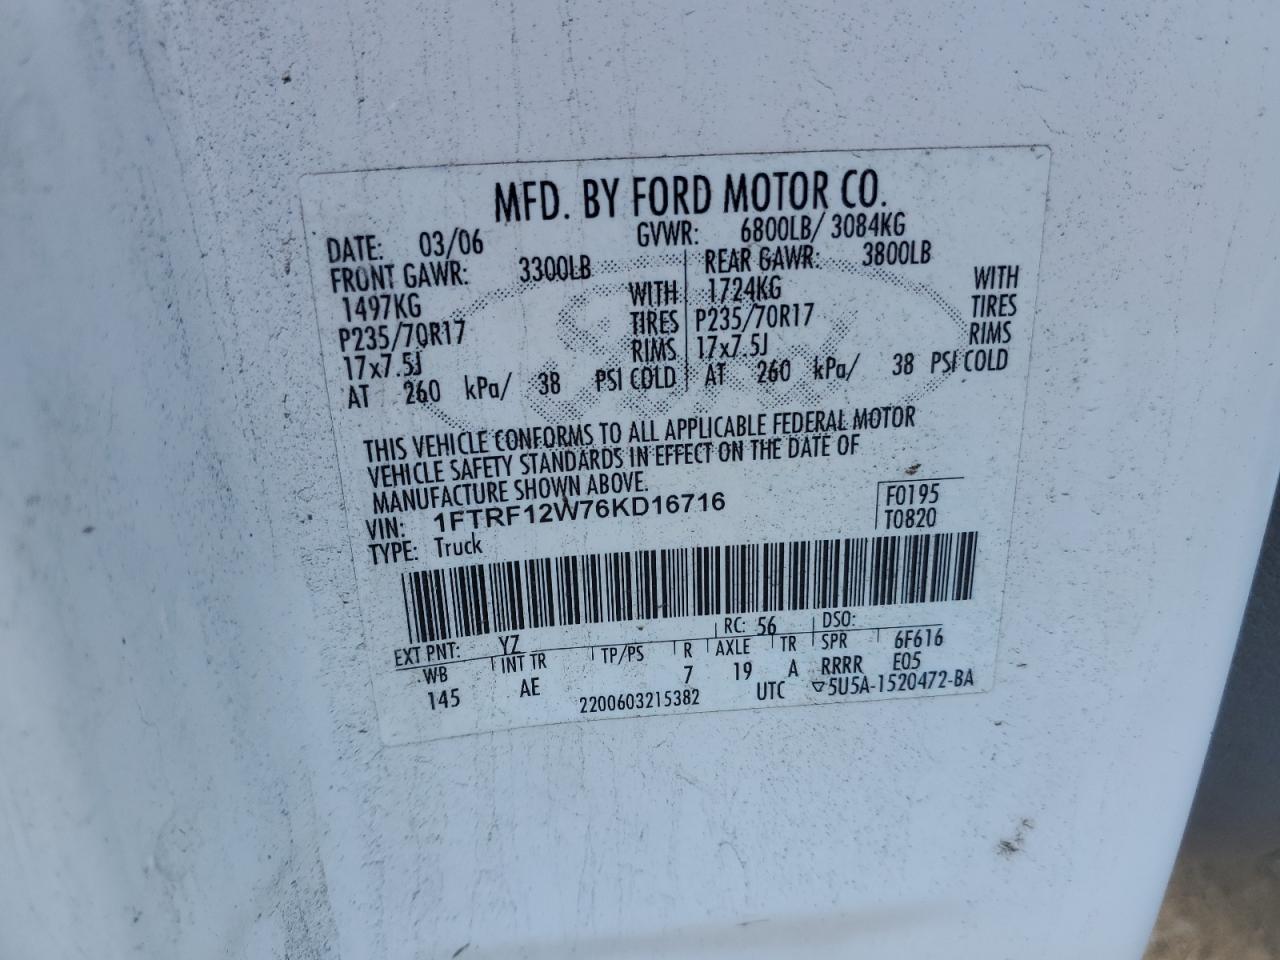 MFD. BY FORD MOTOR CO.
DATE: 03/06 GVWR: 6800LB/ 3084KG
FRONT GAWR: 3300LB REAR GAWR: 3800LB
1497KG WITH 1724KG WITH
P235/70R17 TIRES P235/70R17 TIRES
17x7.5J RIMS 17x7.5J RIMS
AT 260 kPa/ 38 PSI COLD AT 260 kPa/ 38 PSI COLD
THIS VEHICLE CONFORMS TO ALL APPLICABLE FEDERAL MOTOR
VEHICLE SAFETY STANDARDS IN EFFECT ON THE DATE OF
MANUFACTURE SHOWN ABOVE.
VIN: 1FTRF12W76KD16716 F0195
TYPE: Truck T0820
EXT PNT: YZ RC: 56 DSO:
WB INT TR TP/PS R AXLE TR SPR 6F616
145 AE 7 19 A RRRR E05
2200603215382 UTC ▽5U5A-1520472-BA